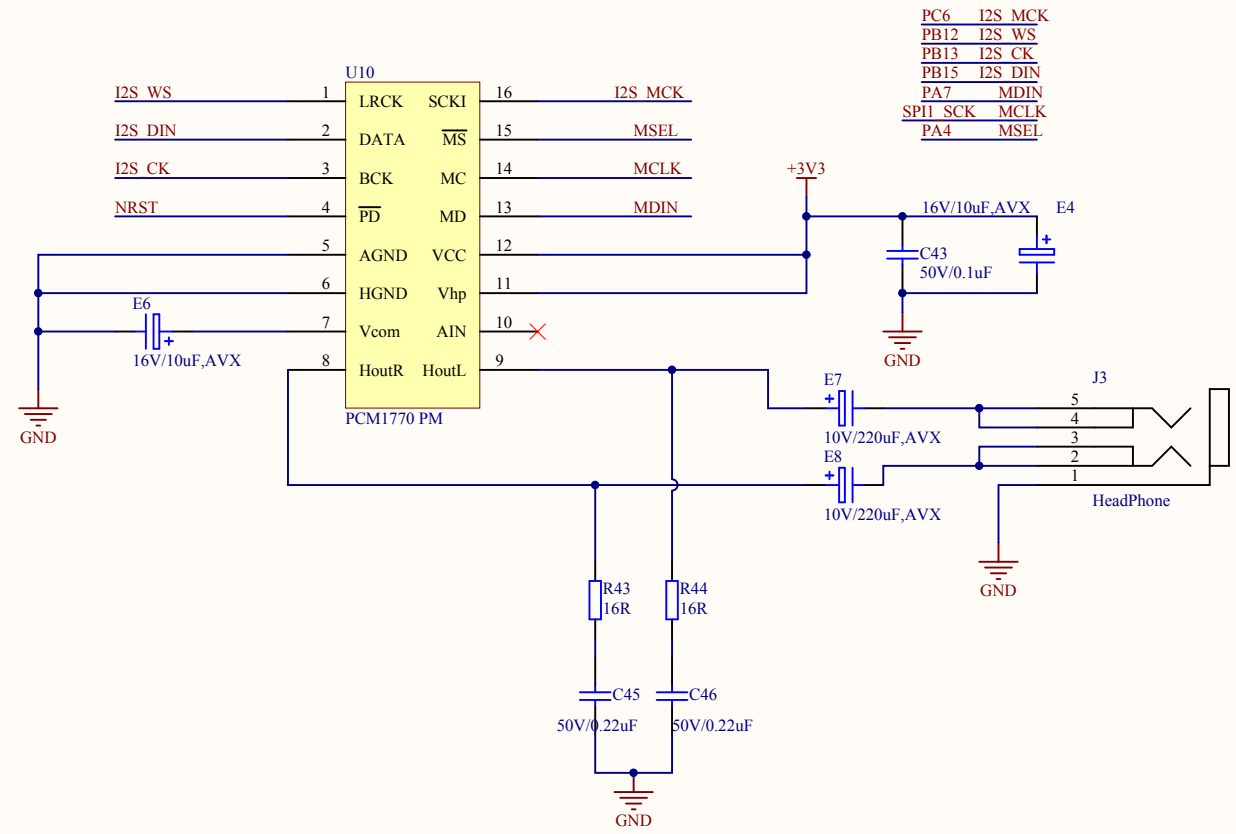 PC6 I2S_MCK
PB12 I2S_WS
PB13 I2S_CK
PB15 I2S_DIN
PA7 MDIN
SPI1_SCK MCLK
PA4 MSEL
U10
I2S_WS 1 LRCK SCKI 16 I2S_MCK
I2S_DIN 2 DATA MS 15 MSEL
I2S_CK 3 BCK MC 14 MCLK
NRST 4 PD MD 13 MDIN
5 AGND VCC 12
6 HGND Vhp 11
7 Vcom AIN 10
8 HoutR HoutL 9
PCM1770 PM
+3V3
16V/10uF,AVX E4
C43
50V/0.1uF
GND
E6
16V/10uF,AVX
GND
E7
10V/220uF,AVX
E8
10V/220uF,AVX
J3
5
4
3
2
1
HeadPhone
GND
R43
16R
R44
16R
C45
50V/0.22uF
C46
50V/0.22uF
GND